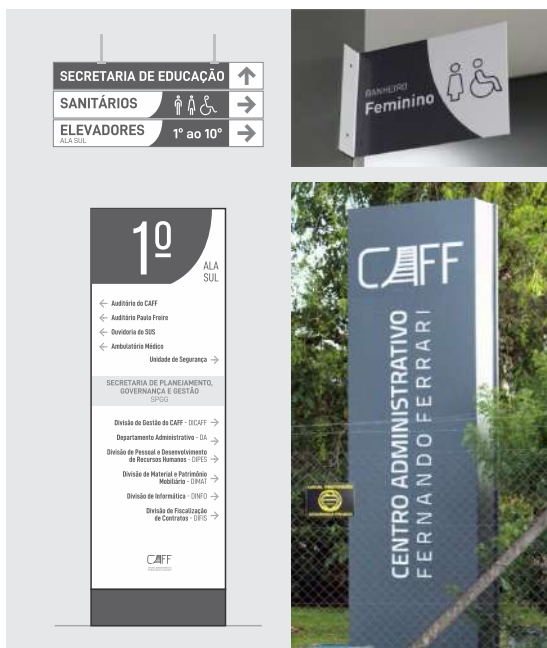 SECRETARIA DE EDUCAÇÃO
SANITÁRIOS
ELEVADORES
ALA SUL
1º ao 10º
BANHEIRO
Feminino
1º
ALA
SUL
Auditório do CAFF
Auditório Paulo Freire
Ouvidoria do SUS
Ambulatório Médico
Unidade de Segurança
SECRETARIA DE PLANEJAMENTO,
GOVERNANÇA E GESTÃO
SPGG
Divisão de Gestão do CAFF - DICAFF
Departamento Administrativo - DA
Divisão de Pessoal e Desenvolvimento
de Recursos Humanos - DIPES
Divisão de Material e Patrimônio
Mobiliário - DIMAT
Divisão de Informática - DINFO
Divisão de Fiscalização
de Contratos - DIFIS
CAFF
CAFF
CENTRO ADMINISTRATIVO
FERNANDO FERRARI